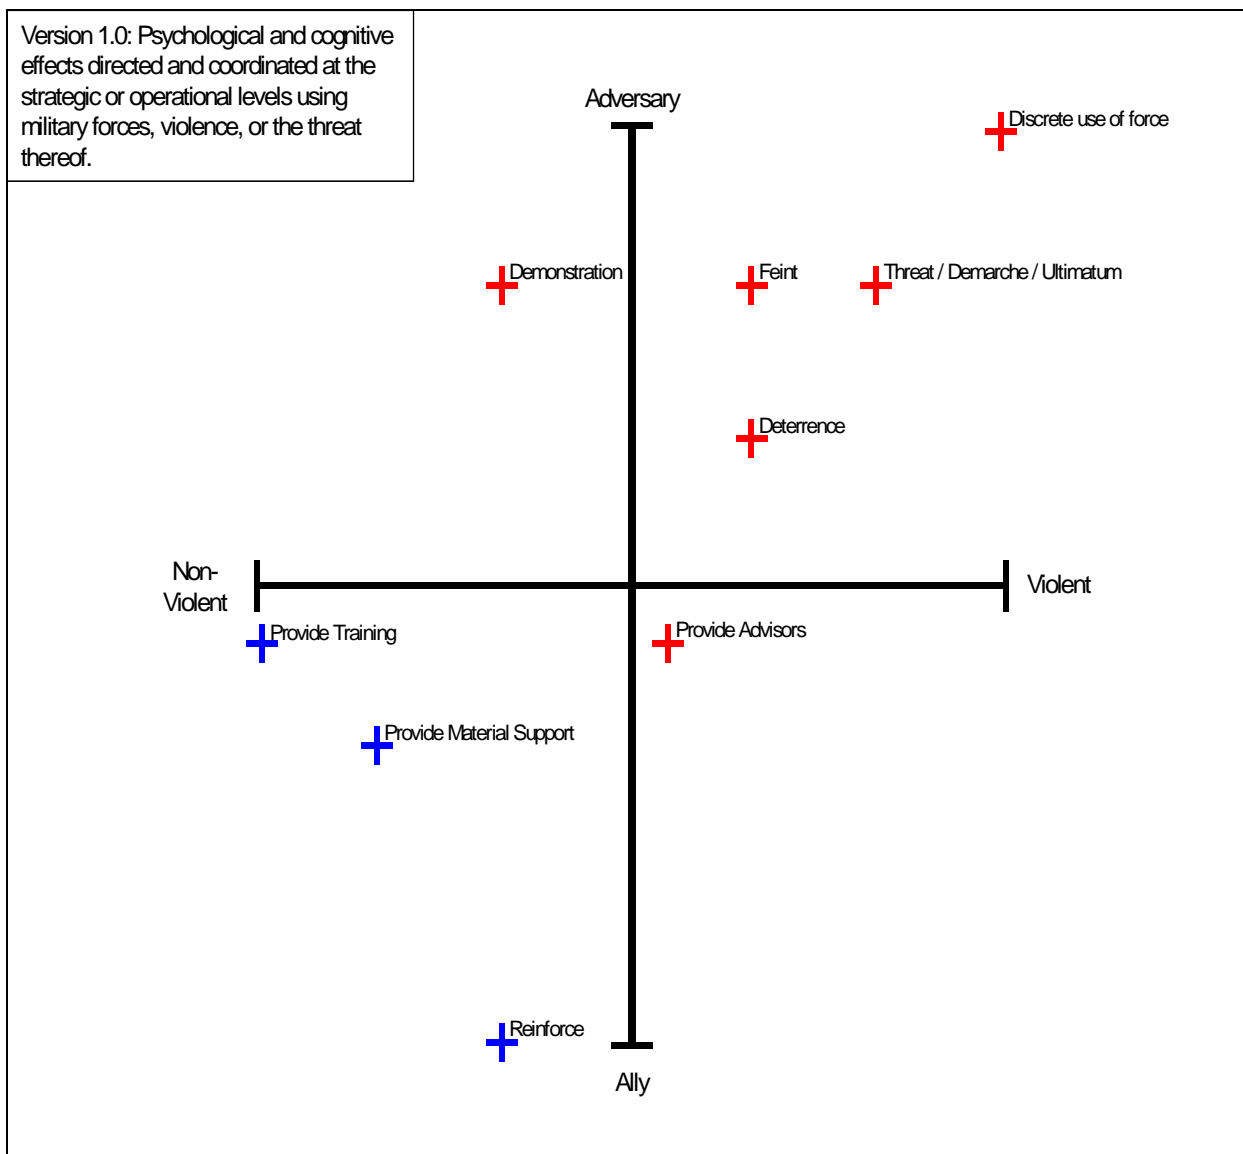 Version 1.0: Psychological and cognitive
effects directed and coordinated at the
strategic or operational levels using
military forces, violence, or the threat
thereof.
Adversary
Discrete use of force
Demonstration
Feint
Threat / Demarche / Ultimatum
Deterrence
Non-
Violent
Violent
Provide Training
Provide Advisors
Provide Material Support
Reinforce
Ally